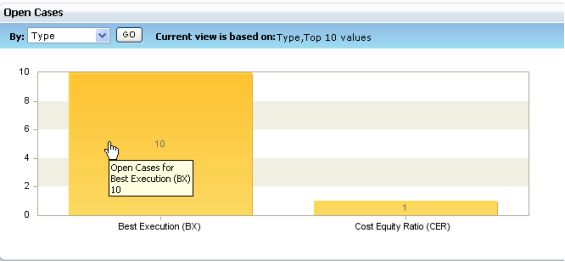 Open Cases
By: Type GO Current view is based on:Type,Top 10 values
10
8
6
4
2
0
10
Open Cases for
Best Execution (BX)
10
1
Best Execution (BX) Cost Equity Ratio (CER)